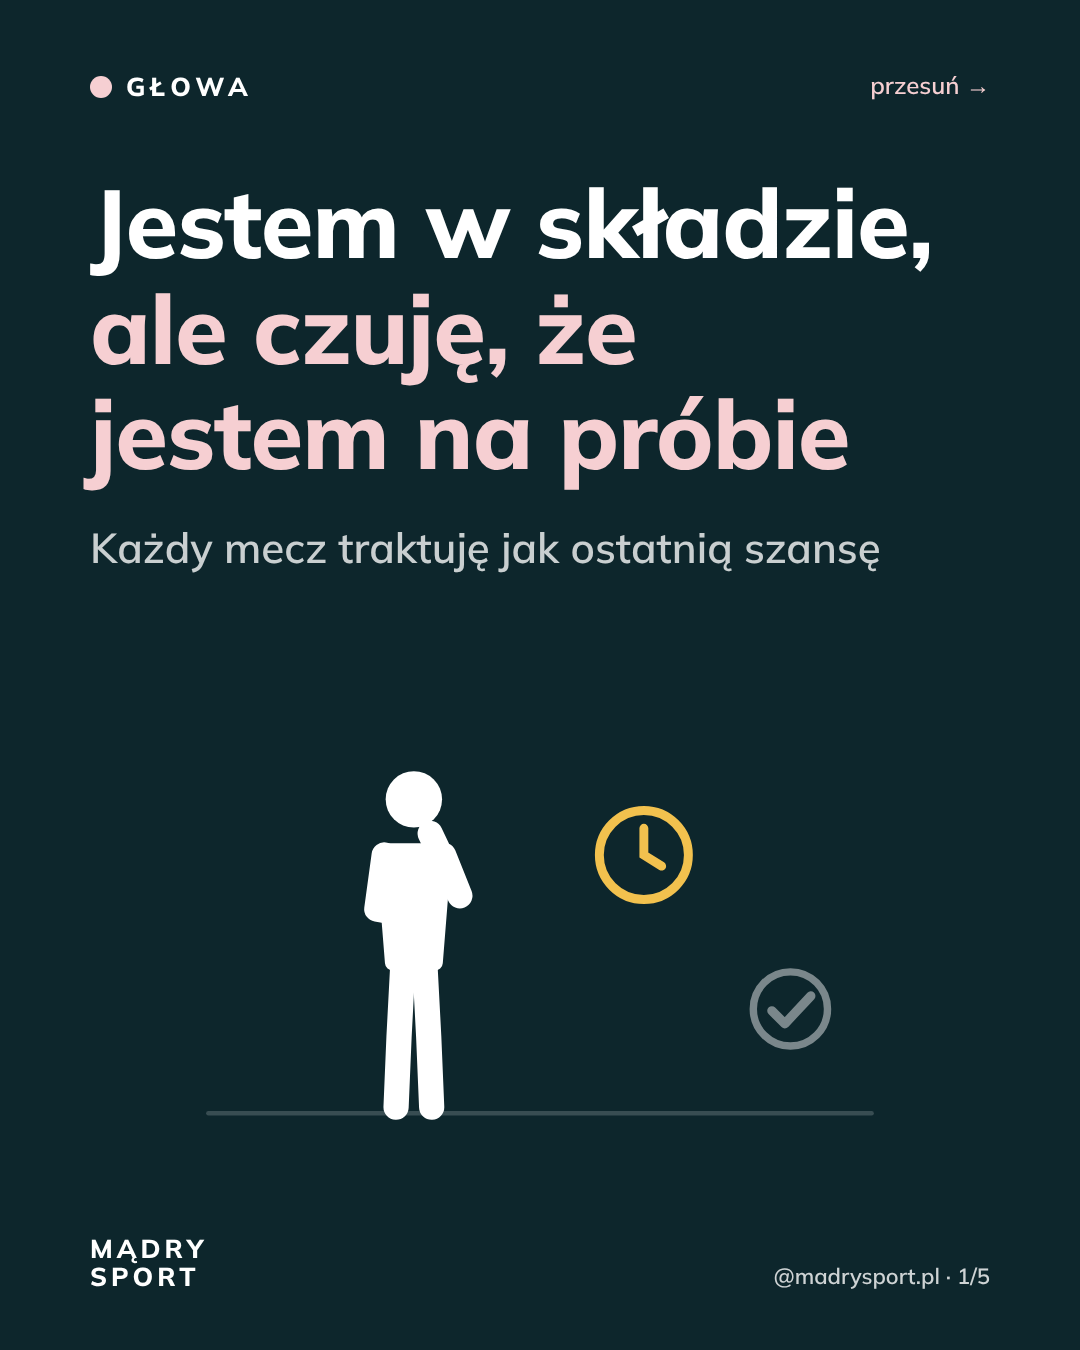 GŁOWA
przesuń →
Jestem w składzie,
ale czuję, że
jestem na próbie
Każdy mecz traktuję jak ostatnią szansę
MĄDRY
SPORT
@madrysport.pl · 1/5